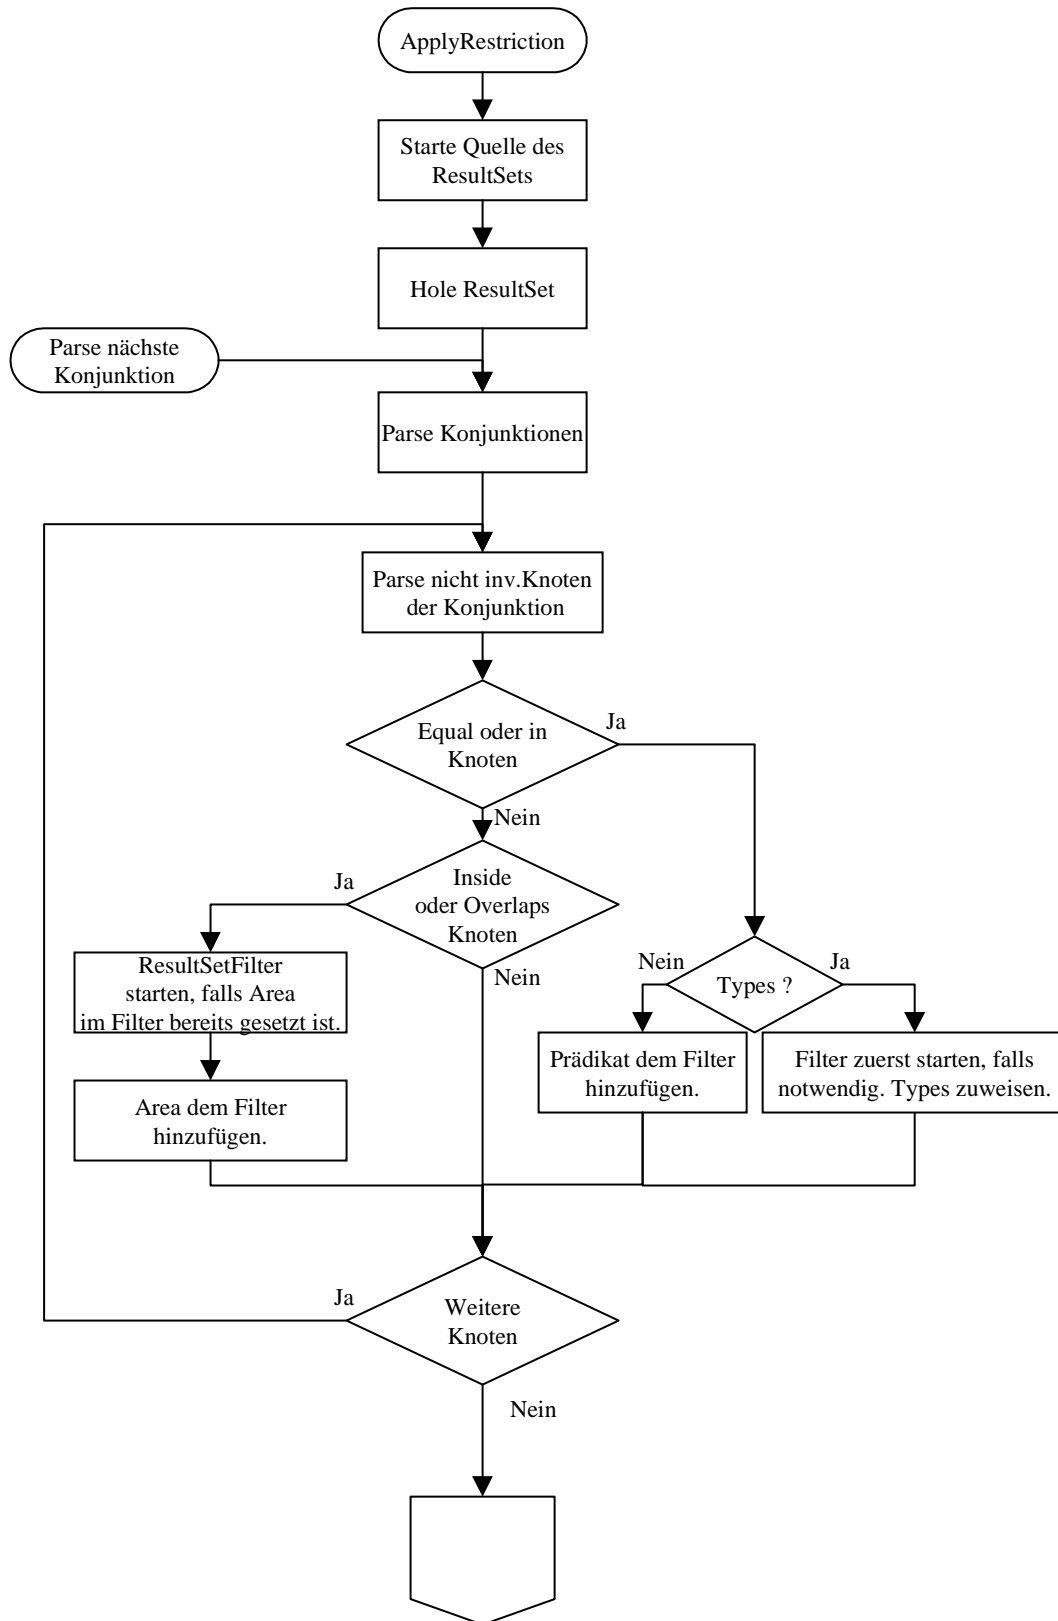 ApplyRestriction
Starte Quelle des
ResultSets
Hole ResultSet
Parse nächste
Konjunktion
Parse Konjunktionen
Parse nicht inv.Knoten
der Konjunktion
Equal oder in
Knoten
Ja
Nein
Inside
oder Overlaps
Knoten
Ja
Nein
ResultSetFilter
starten, falls Area
im Filter bereits gesetzt ist.
Area dem Filter
hinzufügen.
Types ?
Nein
Ja
Prädikat dem Filter
hinzufügen.
Filter zuerst starten, falls
notwendig. Types zuweisen.
Weitere
Knoten
Ja
Nein